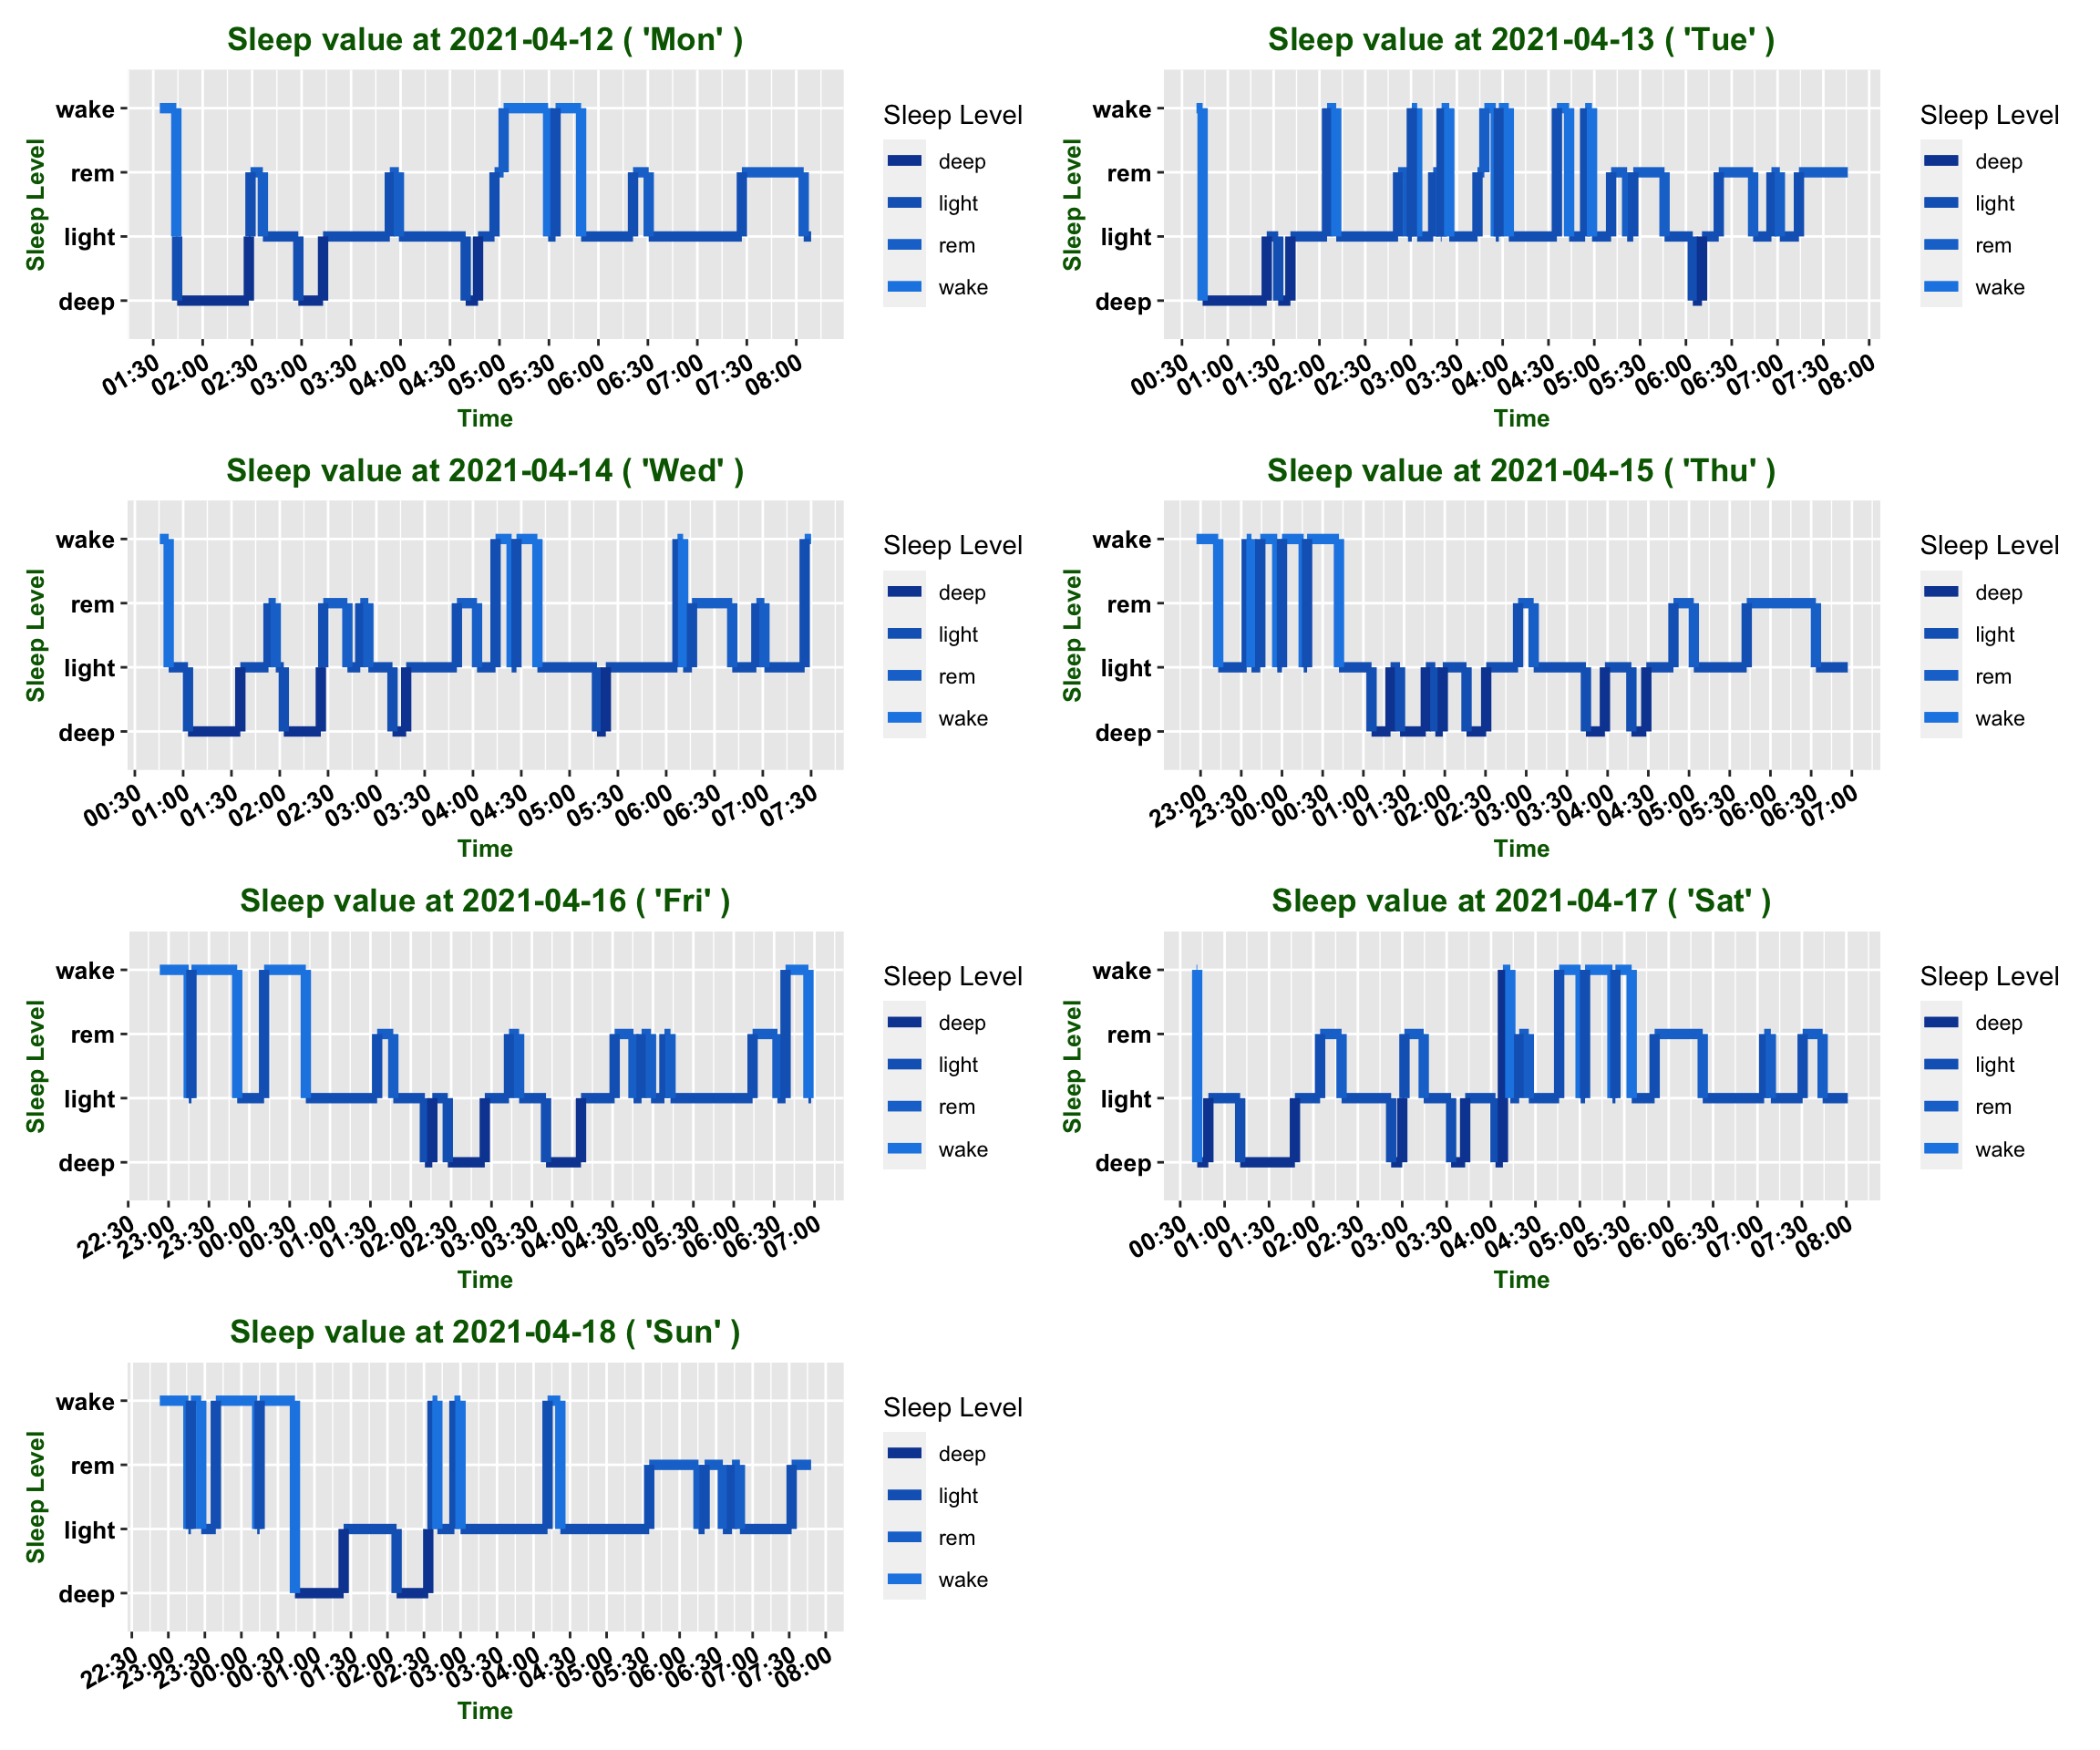 Sleep value at 2021-04-12 ( 'Mon' )
Sleep Level
wake
rem
light
deep
01:30 02:00 02:30 03:00 03:30 04:00 04:30 05:00 05:30 06:00 06:30 07:00 07:30 08:00
Time
Sleep Level
deep
light
rem
wake
Sleep value at 2021-04-13 ( 'Tue' )
Sleep Level
wake
rem
light
deep
00:30 01:00 01:30 02:00 02:30 03:00 03:30 04:00 04:30 05:00 05:30 06:00 06:30 07:00 07:30 08:00
Time
Sleep Level
deep
light
rem
wake
Sleep value at 2021-04-14 ( 'Wed' )
Sleep Level
wake
rem
light
deep
00:30 01:00 01:30 02:00 02:30 03:00 03:30 04:00 04:30 05:00 05:30 06:00 06:30 07:00 07:30
Time
Sleep Level
deep
light
rem
wake
Sleep value at 2021-04-15 ( 'Thu' )
Sleep Level
wake
rem
light
deep
23:00 23:30 00:00 00:30 01:00 01:30 02:00 02:30 03:00 03:30 04:00 04:30 05:00 05:30 06:00 06:30 07:00
Time
Sleep Level
deep
light
rem
wake
Sleep value at 2021-04-16 ( 'Fri' )
Sleep Level
wake
rem
light
deep
22:30 23:00 23:30 00:00 00:30 01:00 01:30 02:00 02:30 03:00 03:30 04:00 04:30 05:00 05:30 06:00 06:30 07:00
Time
Sleep Level
deep
light
rem
wake
Sleep value at 2021-04-17 ( 'Sat' )
Sleep Level
wake
rem
light
deep
00:30 01:00 01:30 02:00 02:30 03:00 03:30 04:00 04:30 05:00 05:30 06:00 06:30 07:00 07:30 08:00
Time
Sleep Level
deep
light
rem
wake
Sleep value at 2021-04-18 ( 'Sun' )
Sleep Level
wake
rem
light
deep
22:30 23:00 23:30 00:00 00:30 01:00 01:30 02:00 02:30 03:00 03:30 04:00 04:30 05:00 05:30 06:00 06:30 07:00 07:30 08:00
Time
Sleep Level
deep
light
rem
wake